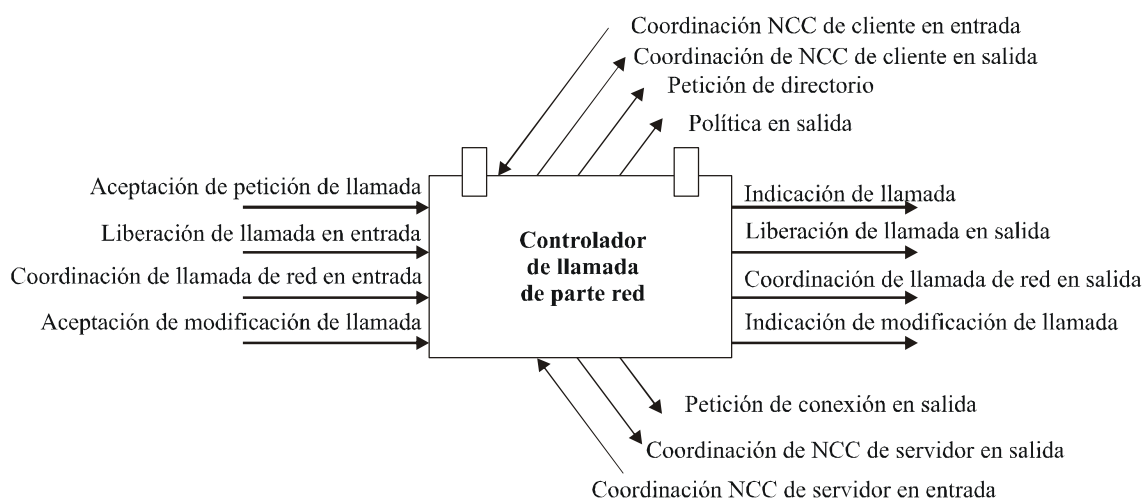 Coordinación NCC de cliente en entrada
Coordinación de NCC de cliente en salida
Petición de directorio
Política en salida
Aceptación de petición de llamada
Liberación de llamada en entrada
Coordinación de llamada de red en entrada
Aceptación de modificación de llamada
Controlador
de llamada
de parte red
Indicación de llamada
Liberación de llamada en salida
Coordinación de llamada de red en salida
Indicación de modificación de llamada
Petición de conexión en salida
Coordinación de NCC de servidor en salida
Coordinación NCC de servidor en entrada